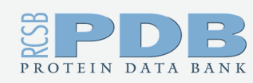 RCSB
PDB
PROTEIN DATA BANK